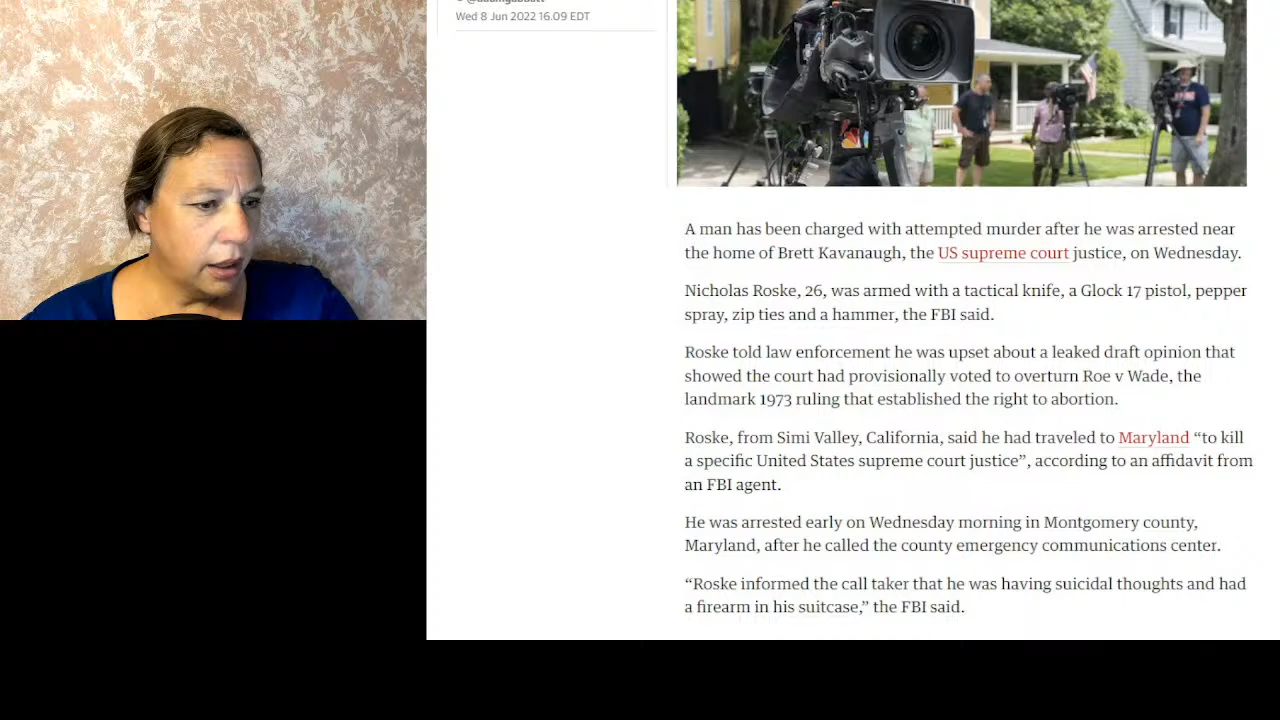 Wed 8 Jun 2022 16.09 EDT
A man has been charged with attempted murder after he was arrested near
the home of Brett Kavanaugh, the US supreme court justice, on Wednesday.
Nicholas Roske, 26, was armed with a tactical knife, a Glock 17 pistol, pepper
spray, zip ties and a hammer, the FBI said.
Roske told law enforcement he was upset about a leaked draft opinion that
showed the court had provisionally voted to overturn Roe v Wade, the
landmark 1973 ruling that established the right to abortion.
Roske, from Simi Valley, California, said he had traveled to Maryland “to kill
a specific United States supreme court justice”, according to an affidavit from
an FBI agent.
He was arrested early on Wednesday morning in Montgomery county,
Maryland, after he called the county emergency communications center.
“Roske informed the call taker that he was having suicidal thoughts and had
a firearm in his suitcase,” the FBI said.